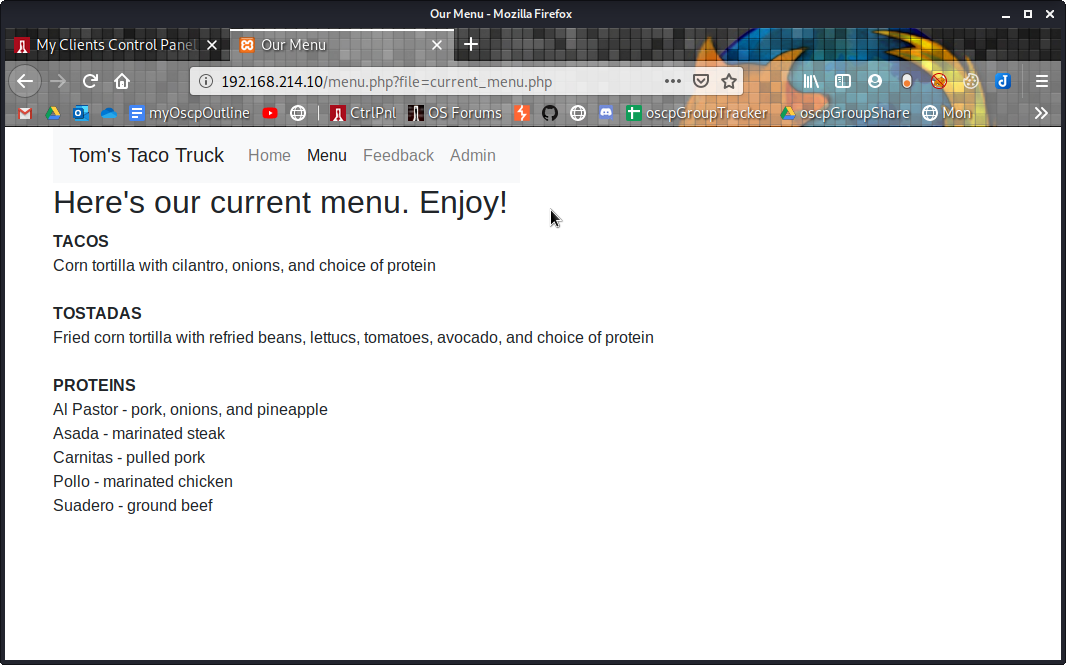 Our Menu - Mozilla Firefox
My Clients Control Panel
Our Menu
192.168.214.10/menu.php?file=current_menu.php
myOscpOutline CtrlPnl OS Forums oscpGroupTracker oscpGroupShare Mon
Tom's Taco Truck Home Menu Feedback Admin
Here's our current menu. Enjoy!
TACOS
Corn tortilla with cilantro, onions, and choice of protein
TOSTADAS
Fried corn tortilla with refried beans, lettucs, tomatoes, avocado, and choice of protein
PROTEINS
Al Pastor - pork, onions, and pineapple
Asada - marinated steak
Carnitas - pulled pork
Pollo - marinated chicken
Suadero - ground beef